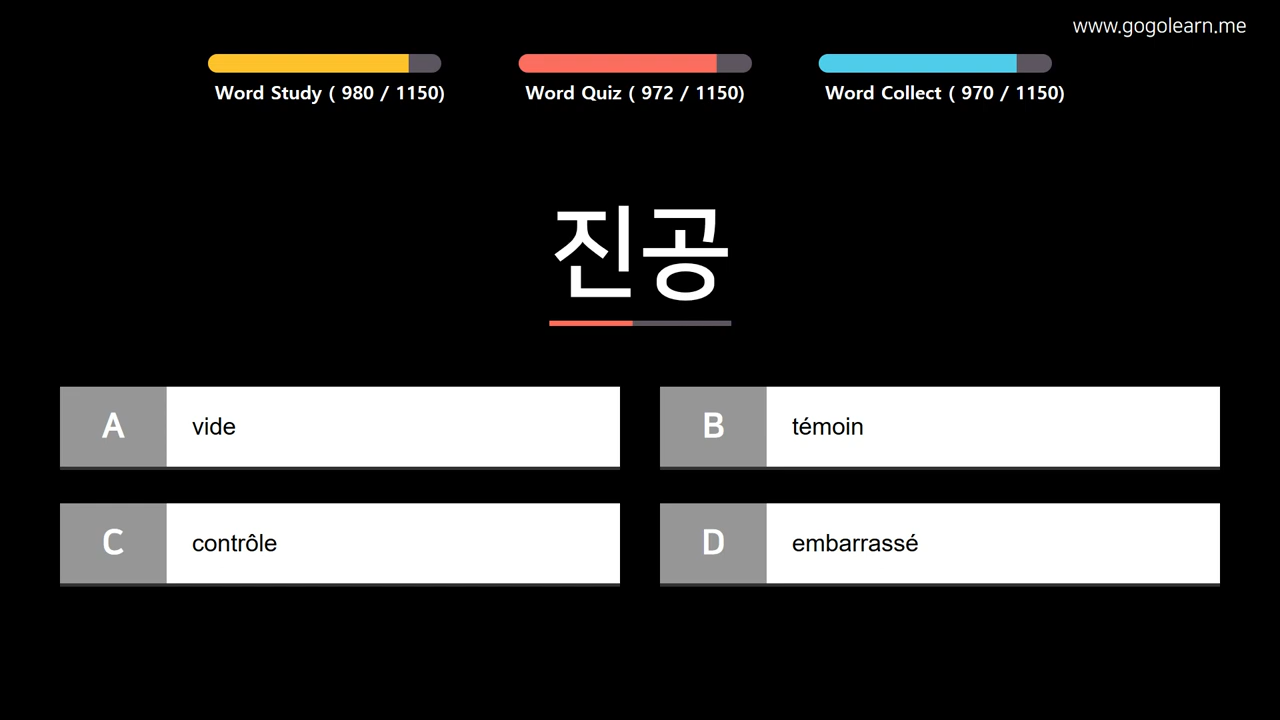 www.gogolearn.me
Word Study ( 980 / 1150)
Word Quiz ( 972 / 1150)
Word Collect ( 970 / 1150)
진공
A vide
B témoin
C contrôle
D embarrassé